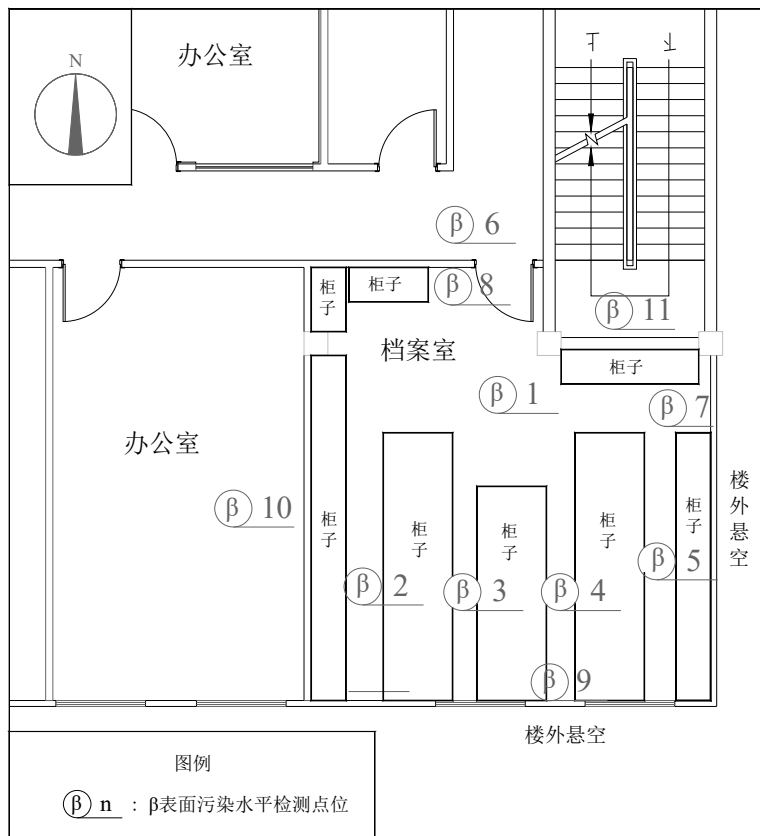 办公室
N
上
下
β 6
柜子
柜子
β 8
β 11
档案室
柜子
β 1
β 7
办公室
柜子
柜子
柜子
柜子
柜子
楼外悬空
β 10
β 2
β 3
β 4
β 5
β 9
楼外悬空
图例
β n : β表面污染水平检测点位